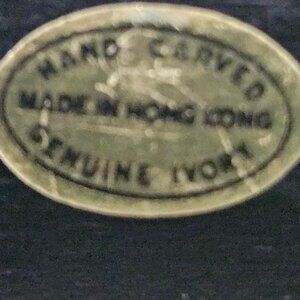 HAND CARVED
MADE IN HONG KONG
GENUINE IVORY